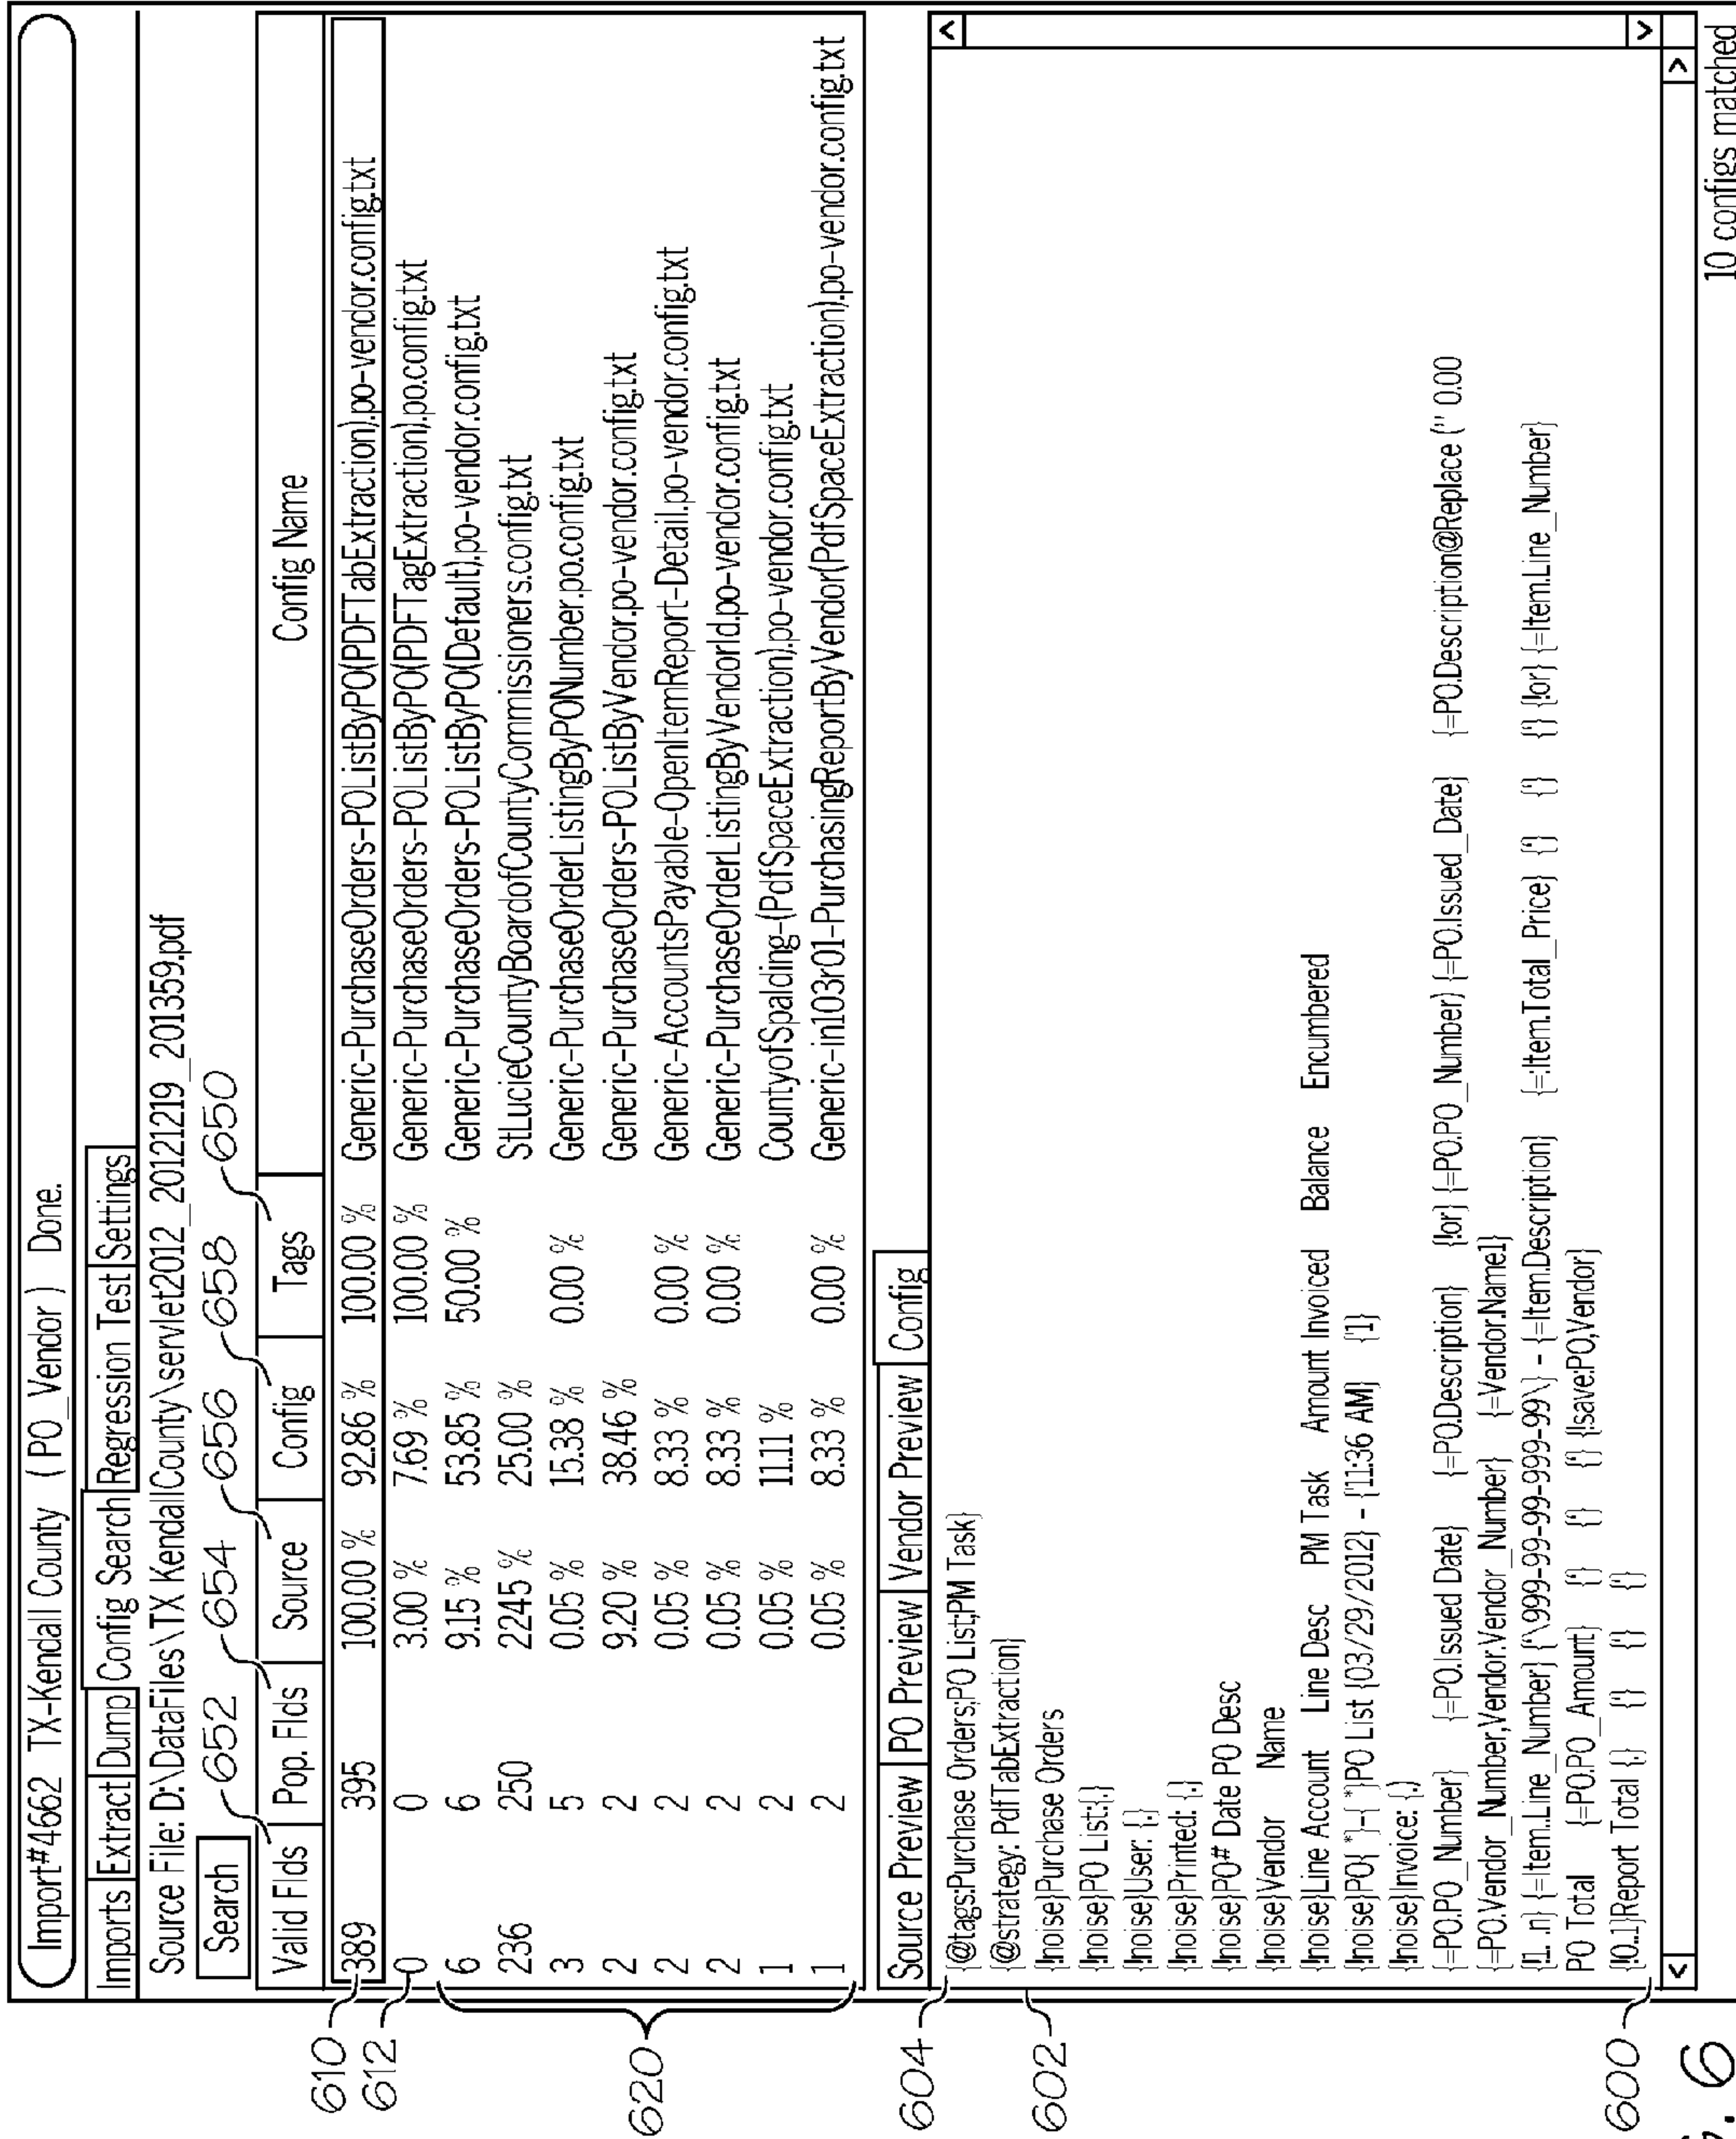 Import#4662 TX-Kendall County ( PO_Vendor ) Done.
Imports Extract Dump Config Search Regression Test Settings
Source File: D:\DataFiles\TX KendallCounty\servlet2012_20121219_201359.pdf
Search 652 654 656 658 650
Valid Flds Pop. Flds Source Config Tags Config Name
610 389 395 100.00 % 92.86 % 100.00 % Generic-PurchaseOrders-POListByPO(PDFTabExtraction).po-vendor.config.txt
612 0 0 3.00 % 7.69 % 100.00 % Generic-PurchaseOrders-POListByPO(PDFTagExtraction).po.config.txt
6 6 9.15 % 53.85 % 50.00 % Generic-PurchaseOrders-POListByPO(Default).po-vendor.config.txt
236 250 22.45 % 25.00 % StLucieCountyBoardofCountyCommissioners.config.txt
3 5 0.05 % 15.38 % 0.00 % Generic-PurchaseOrderListingByPONumber.po.config.txt
620 2 2 9.20 % 38.46 % Generic-PurchaseOrders-POListByVendor.po-vendor.config.txt
2 2 0.05 % 8.33 % 0.00 % Generic-AccountsPayable-OpenItemReport-Detail.po-vendor.config.txt
2 2 0.05 % 8.33 % 0.00 % Generic-PurchaseOrderListingByVendorId.po-vendor.config.txt
1 2 0.05 % 11.11 % CountyofSpalding-(PdfSpaceExtraction).po-vendor.config.txt
1 2 0.05 % 8.33 % 0.00 % Generic-in103r01-PurchasingReportByVendor(PdfSpaceExtraction).po-vendor.config.txt
Source Preview PO Preview Vendor Preview Config
604 {@tags:Purchase Orders;PO List;PM Task}
{@strategy: PdfTabExtraction}
602 {!noise}Purchase Orders
{!noise}PO List:{.}
{!noise}User: {.}
{!noise}Printed: {.}
{!noise}PO# Date PO Desc
{!noise}Vendor Name
{!noise}Line Account Line Desc PM Task Amount Invoiced Balance Encumbered
{!noise}PO{ *}-{ *}PO List {03/29/2012} - {11:36 AM} {1}
{!noise}Invoice: {.}
{=PO.PO_Number} {=PO.Issued Date} {=PO.Description} {!or} {=PO.PO_Number} {=PO.Issued_Date} {=PO.Description@Replace ("' 0.00
{=PO.Vendor_Number,Vendor.Vendor_Number} {=Vendor.Name1}
{!1. .n} {=Item.Line_Number} {*\999-99-99-999-99\} - {=Item.Description} {=:Item.Total_Price} {*} {*} {*} {!or} {=Item.Line_Number}
PO Total {=PO.PO_Amount} {*} {*} {*} {!save:PO,Vendor}
600 {!0..1}Report Total {.} {*} {*} {*}
10 configs matched
6